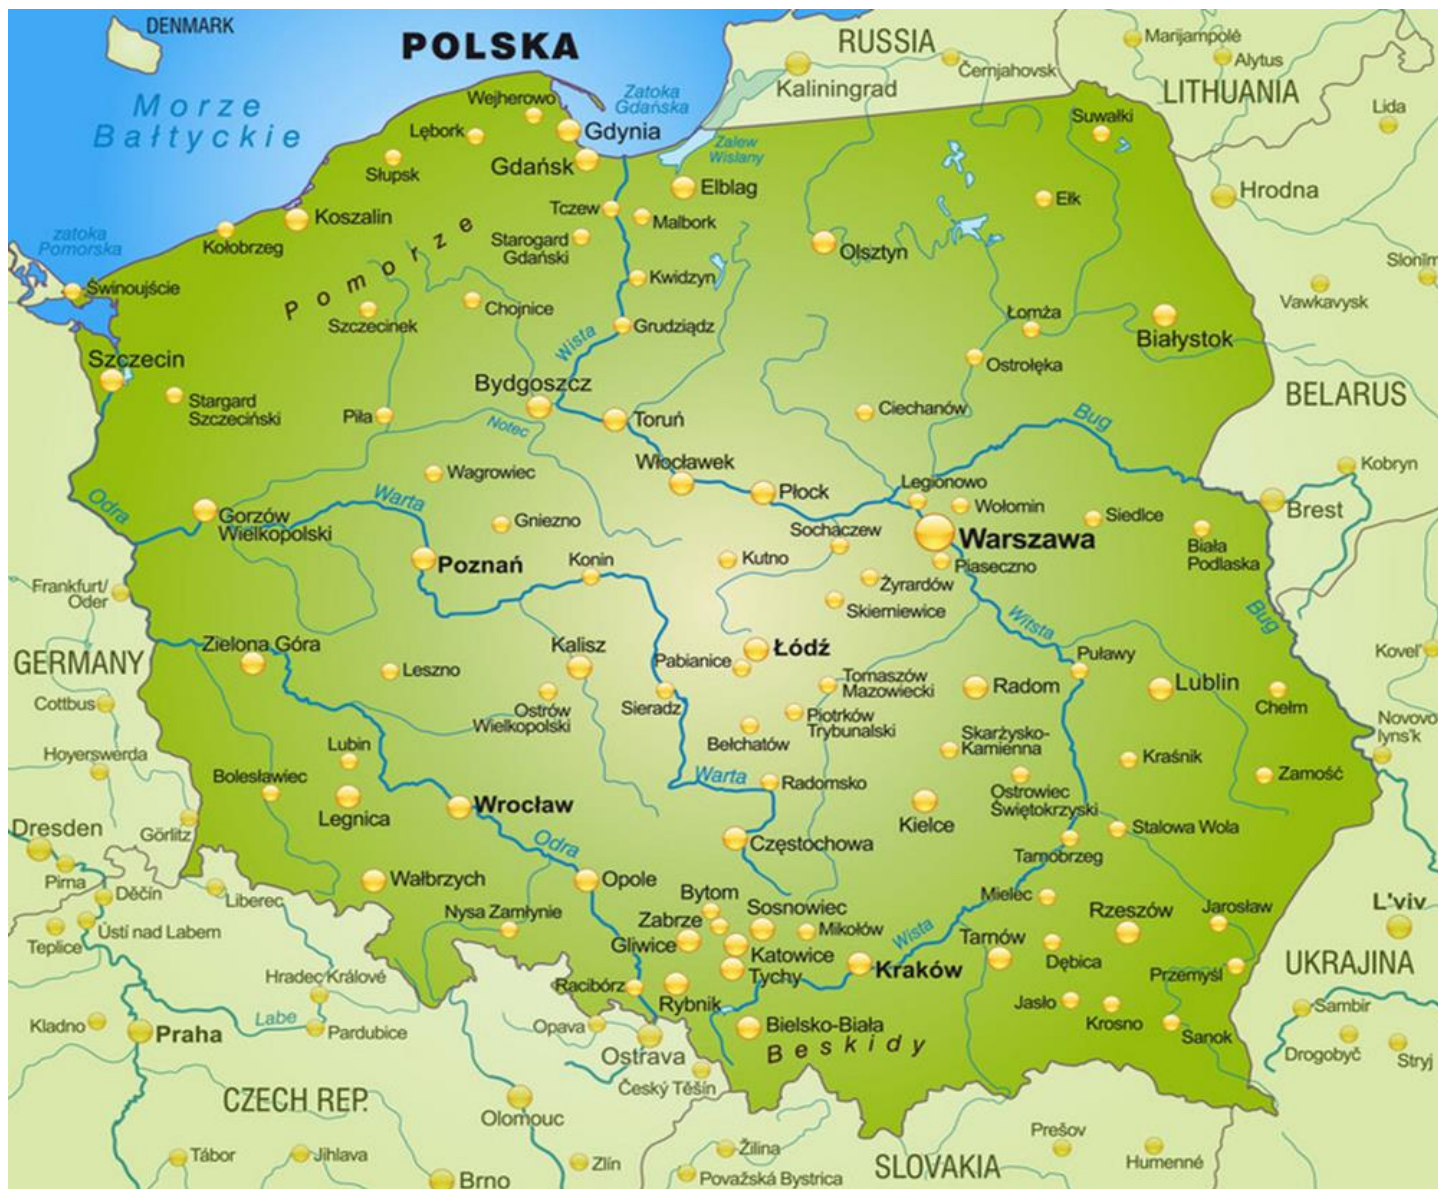 DENMARK
POLSKA
RUSSIA
Marijampolé
Alytus
Černjahovsk
Kaliningrad
LITHUANIA
Zatoka
Gdańska
Morze
Bałtyckie
Wejherowo
Lębork
Gdynia
Suwałki
Lida
Zalew
Wislany
Słupsk
Gdańsk
Elblag
Hrodna
Ełk
Tczew
Malbork
Koszalin
Kołobrzeg
zatoka
Pomorska
Starogard
Gdański
Olsztyn
Slonim
Pomorze
Świnoujście
Kwidzyn
Vawkavysk
Chojnice
Szczecinek
Grudziądz
Łomża
Białystok
Wista
Szczecin
Ostrołęka
Bydgoszcz
BELARUS
Stargard
Szczeciński
Piła
Notec
Toruń
Ciechanów
Bug
Włocławek
Kobryn
Wagrowiec
Płock
Legionowo
Wołomin
Odra
Warta
Gorzów
Wielkopolski
Gniezno
Sochaczew
Siedlce
Brest
Warszawa
Biała
Podlaska
Poznań
Konin
Kutno
Piaseczno
Frankfurt/
Oder
Żyrardów
Skierniewice
Witsta
Bug
Zielona Góra
Kalisz
Łódź
Pabianice
Puławy
Kovel'
GERMANY
Leszno
Tomaszów
Mazowiecki
Radom
Lublin
Cottbus
Ostrów
Wielkopolski
Sieradz
Piotrków
Trybunalski
Chełm
Bełchatów
Skarżysko-
Kamienna
Novovo
lyns'k
Hoyerswerda
Lubin
Kraśnik
Bolesławiec
Warta
Radomsko
Zamość
Ostrowiec
Świętokrzyski
Legnica
Wrocław
Kielce
Dresden
Görlitz
Odra
Częstochowa
Stalowa Wola
Tarnobrzeg
Pirna
Děčín
Wałbrzych
Opole
Liberec
Bytom
Mielec
L'viv
Nysa Zamłynie
Zabrze
Sosnowiec
Rzeszów
Jarosław
Teplice
Ústí nad Labem
Gliwice
Mikołów
Wista
Tarnów
Katowice
Dębica
Kraków
Tychy
Przemyśl
UKRAJINA
Hradec Králové
Racibórz
Rybnik
Jasło
Krosno
Sambir
Labe
Kladno
Praha
Pardubice
Opava
Bielsko-Biała
Sanok
Beskidy
Ostrava
Drogobyč
Stryj
Český Těšín
CZECH REP.
Olomouc
Prešov
Tábor
Jihlava
Žilina
Zlín
SLOVAKIA
Humenné
Brno
Považská Bystrica